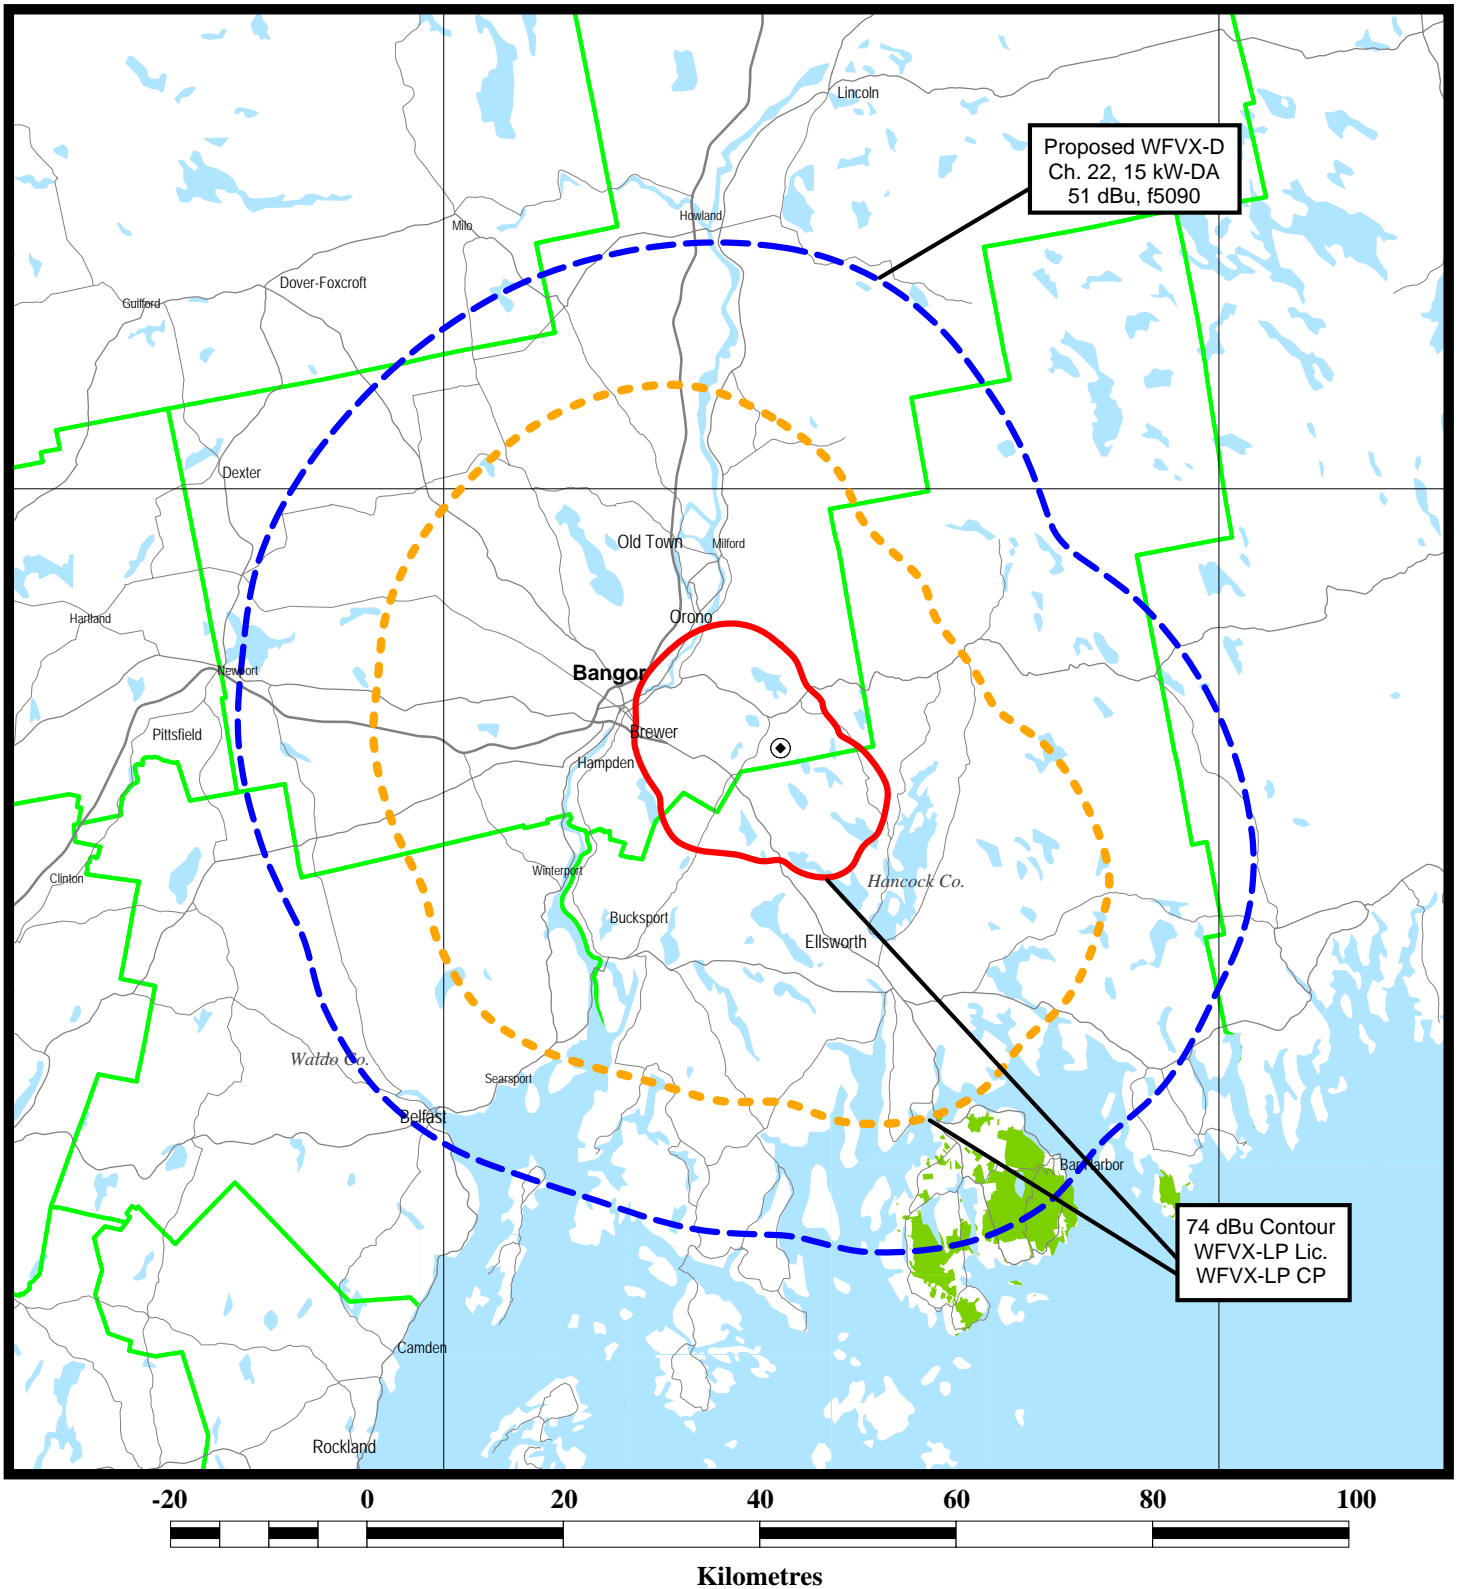 Lincoln
Proposed WFVX-D
Ch. 22, 15 kW-DA
51 dBu, f5090
Howland
Milo
Dover-Foxcroft
Guilford
Dexter
Old Town
Milford
Orono
Hartland
Bangor
Newport
Brewer
Pittsfield
Hampden
Winterport
Clinton
Hancock Co.
Bucksport
Ellsworth
Waldo Co.
Searsport
Belfast
Bar Harbor
74 dBu Contour
WFVX-LP Lic.
WFVX-LP CP
Camden
Rockland
-20 0 20 40 60 80 100
Kilometres